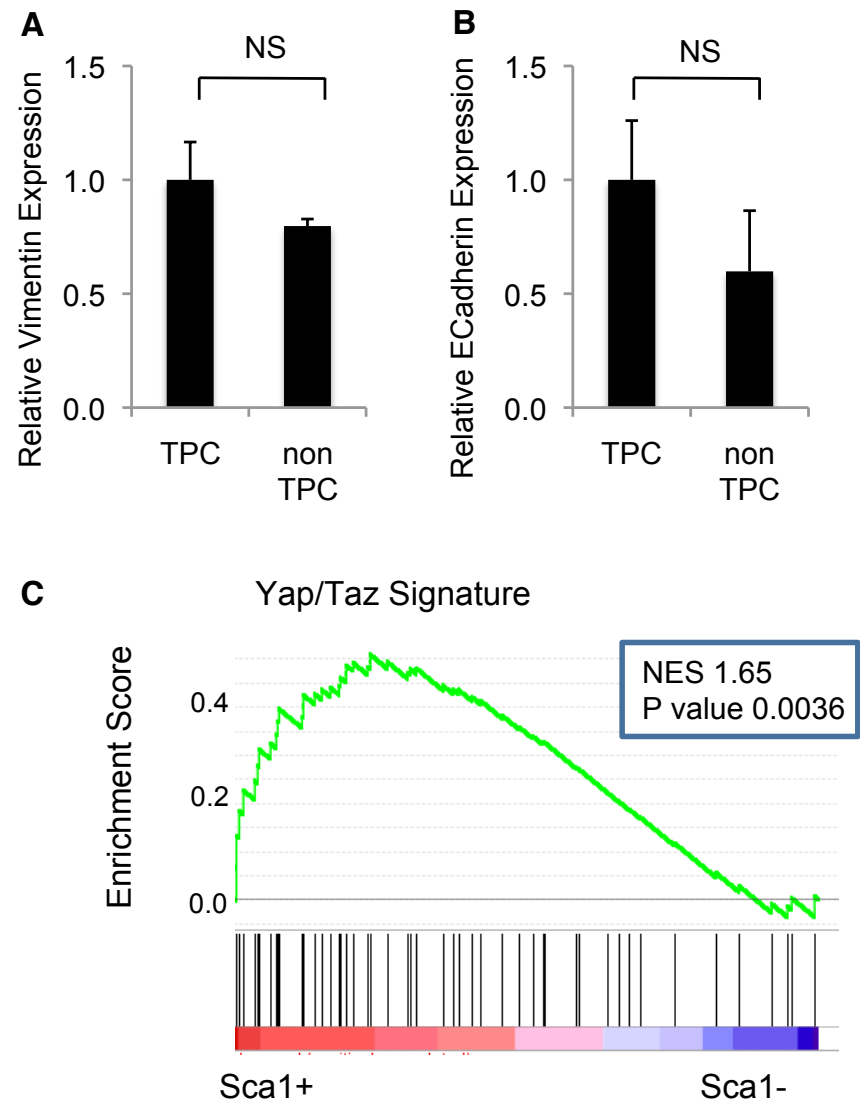 A
NS
Relative Vimentin Expression
1.5
1.0
0.5
0.0
TPC
non
TPC
B
NS
Relative ECadherin Expression
1.5
1.0
0.5
0.0
TPC
non
TPC
C
Yap/Taz Signature
Enrichment Score
0.4
0.2
0.0
NES 1.65
P value 0.0036
Sca1+
Sca1-